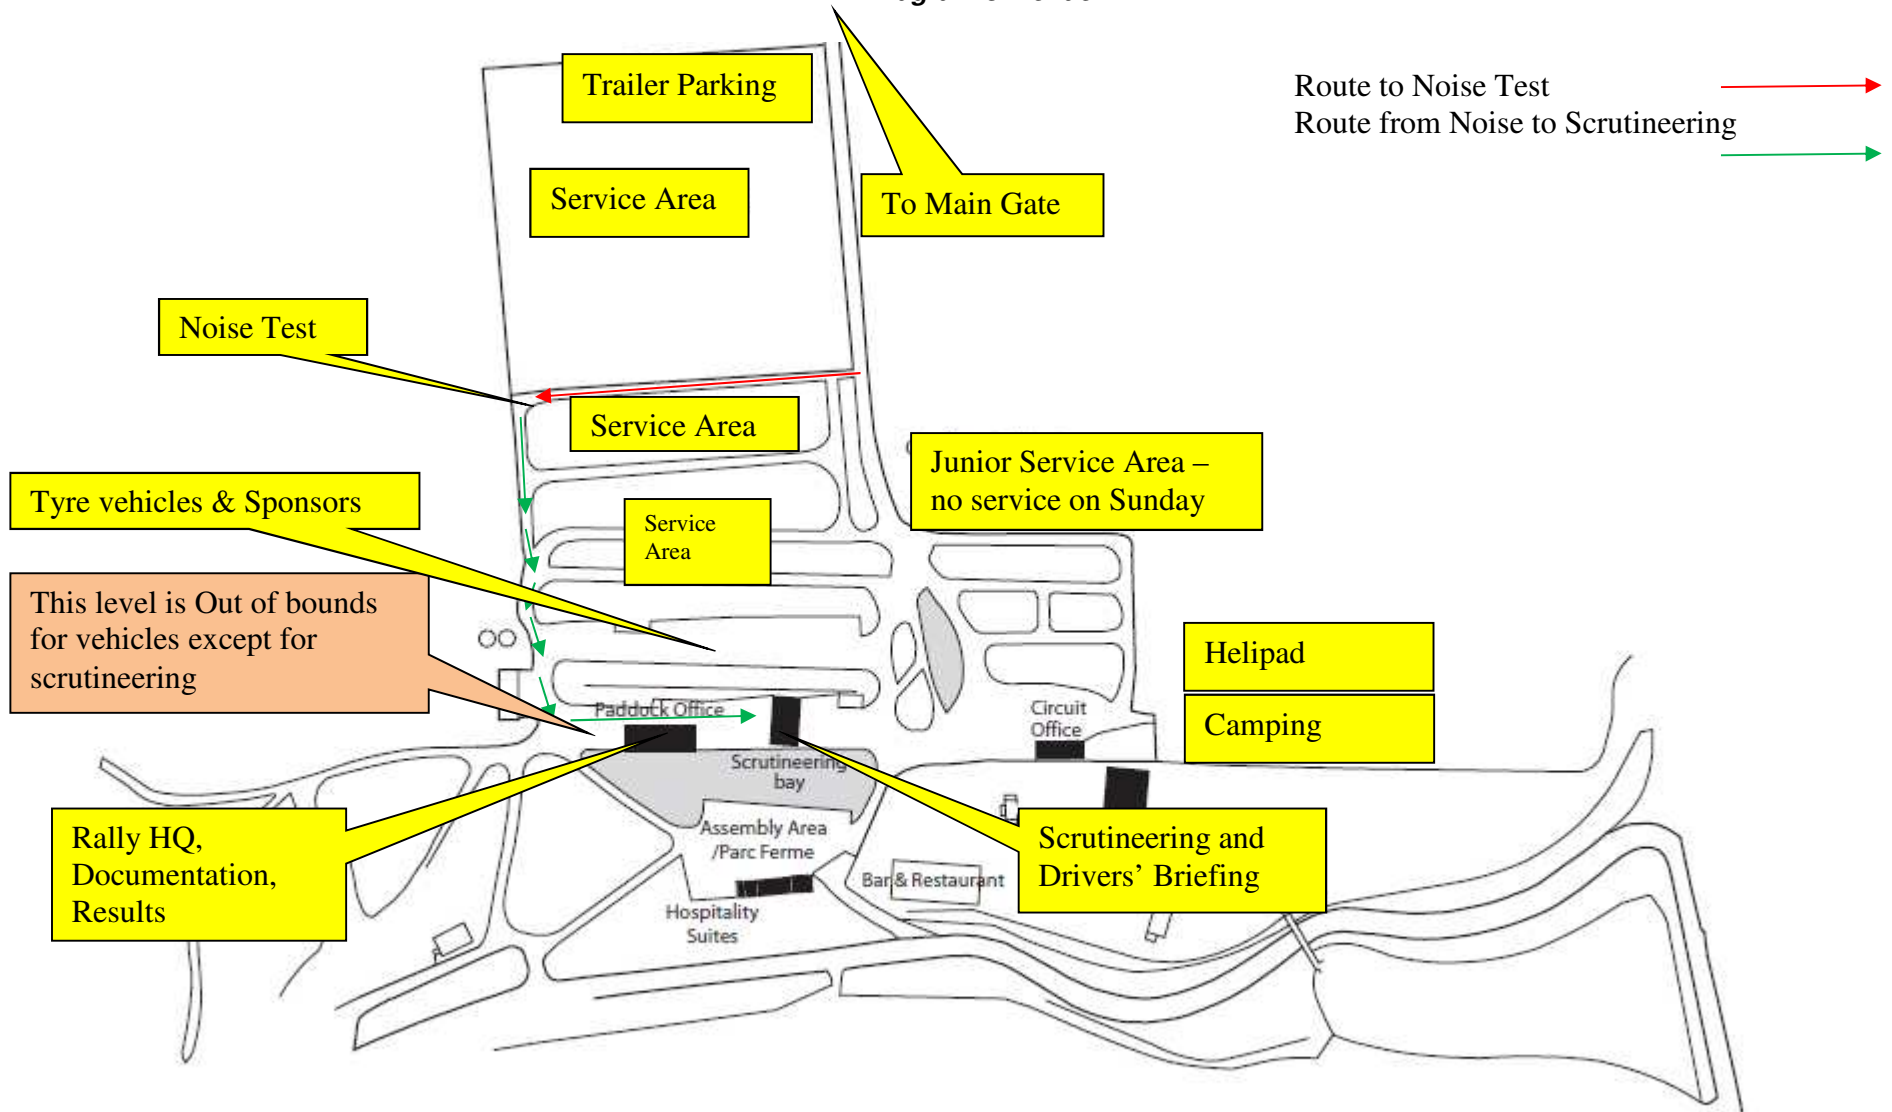 Trailer Parking
Route to Noise Test
Route from Noise to Scrutineering
Service Area
To Main Gate
Noise Test
Service Area
Junior Service Area –
no service on Sunday
Tyre vehicles & Sponsors
Service
Area
This level is Out of bounds
for vehicles except for
scrutineering
Helipad
Camping
Paddock Office
Circuit
Office
Scrutineering
bay
Rally HQ,
Documentation,
Results
Assembly Area
/Parc Ferme
Scrutineering and
Drivers’ Briefing
Bar & Restaurant
Hospitality
Suites